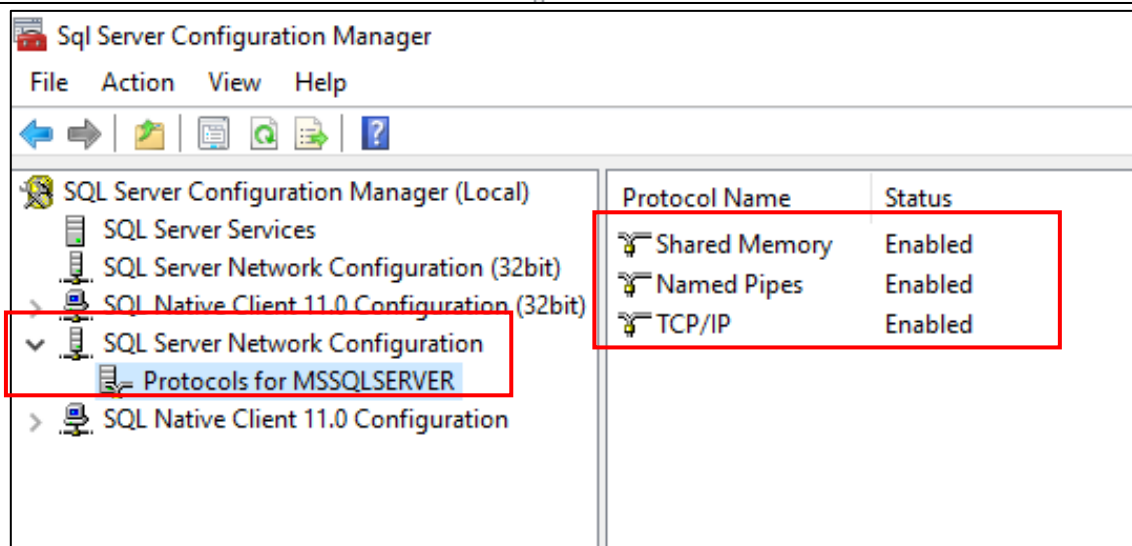 Sql Server Configuration Manager
File Action View Help
SQL Server Configuration Manager (Local)
SQL Server Services
SQL Server Network Configuration (32bit)
SQL Native Client 11.0 Configuration (32bit)
SQL Server Network Configuration
Protocols for MSSQLSERVER
SQL Native Client 11.0 Configuration
Protocol Name Status
Shared Memory Enabled
Named Pipes Enabled
TCP/IP Enabled